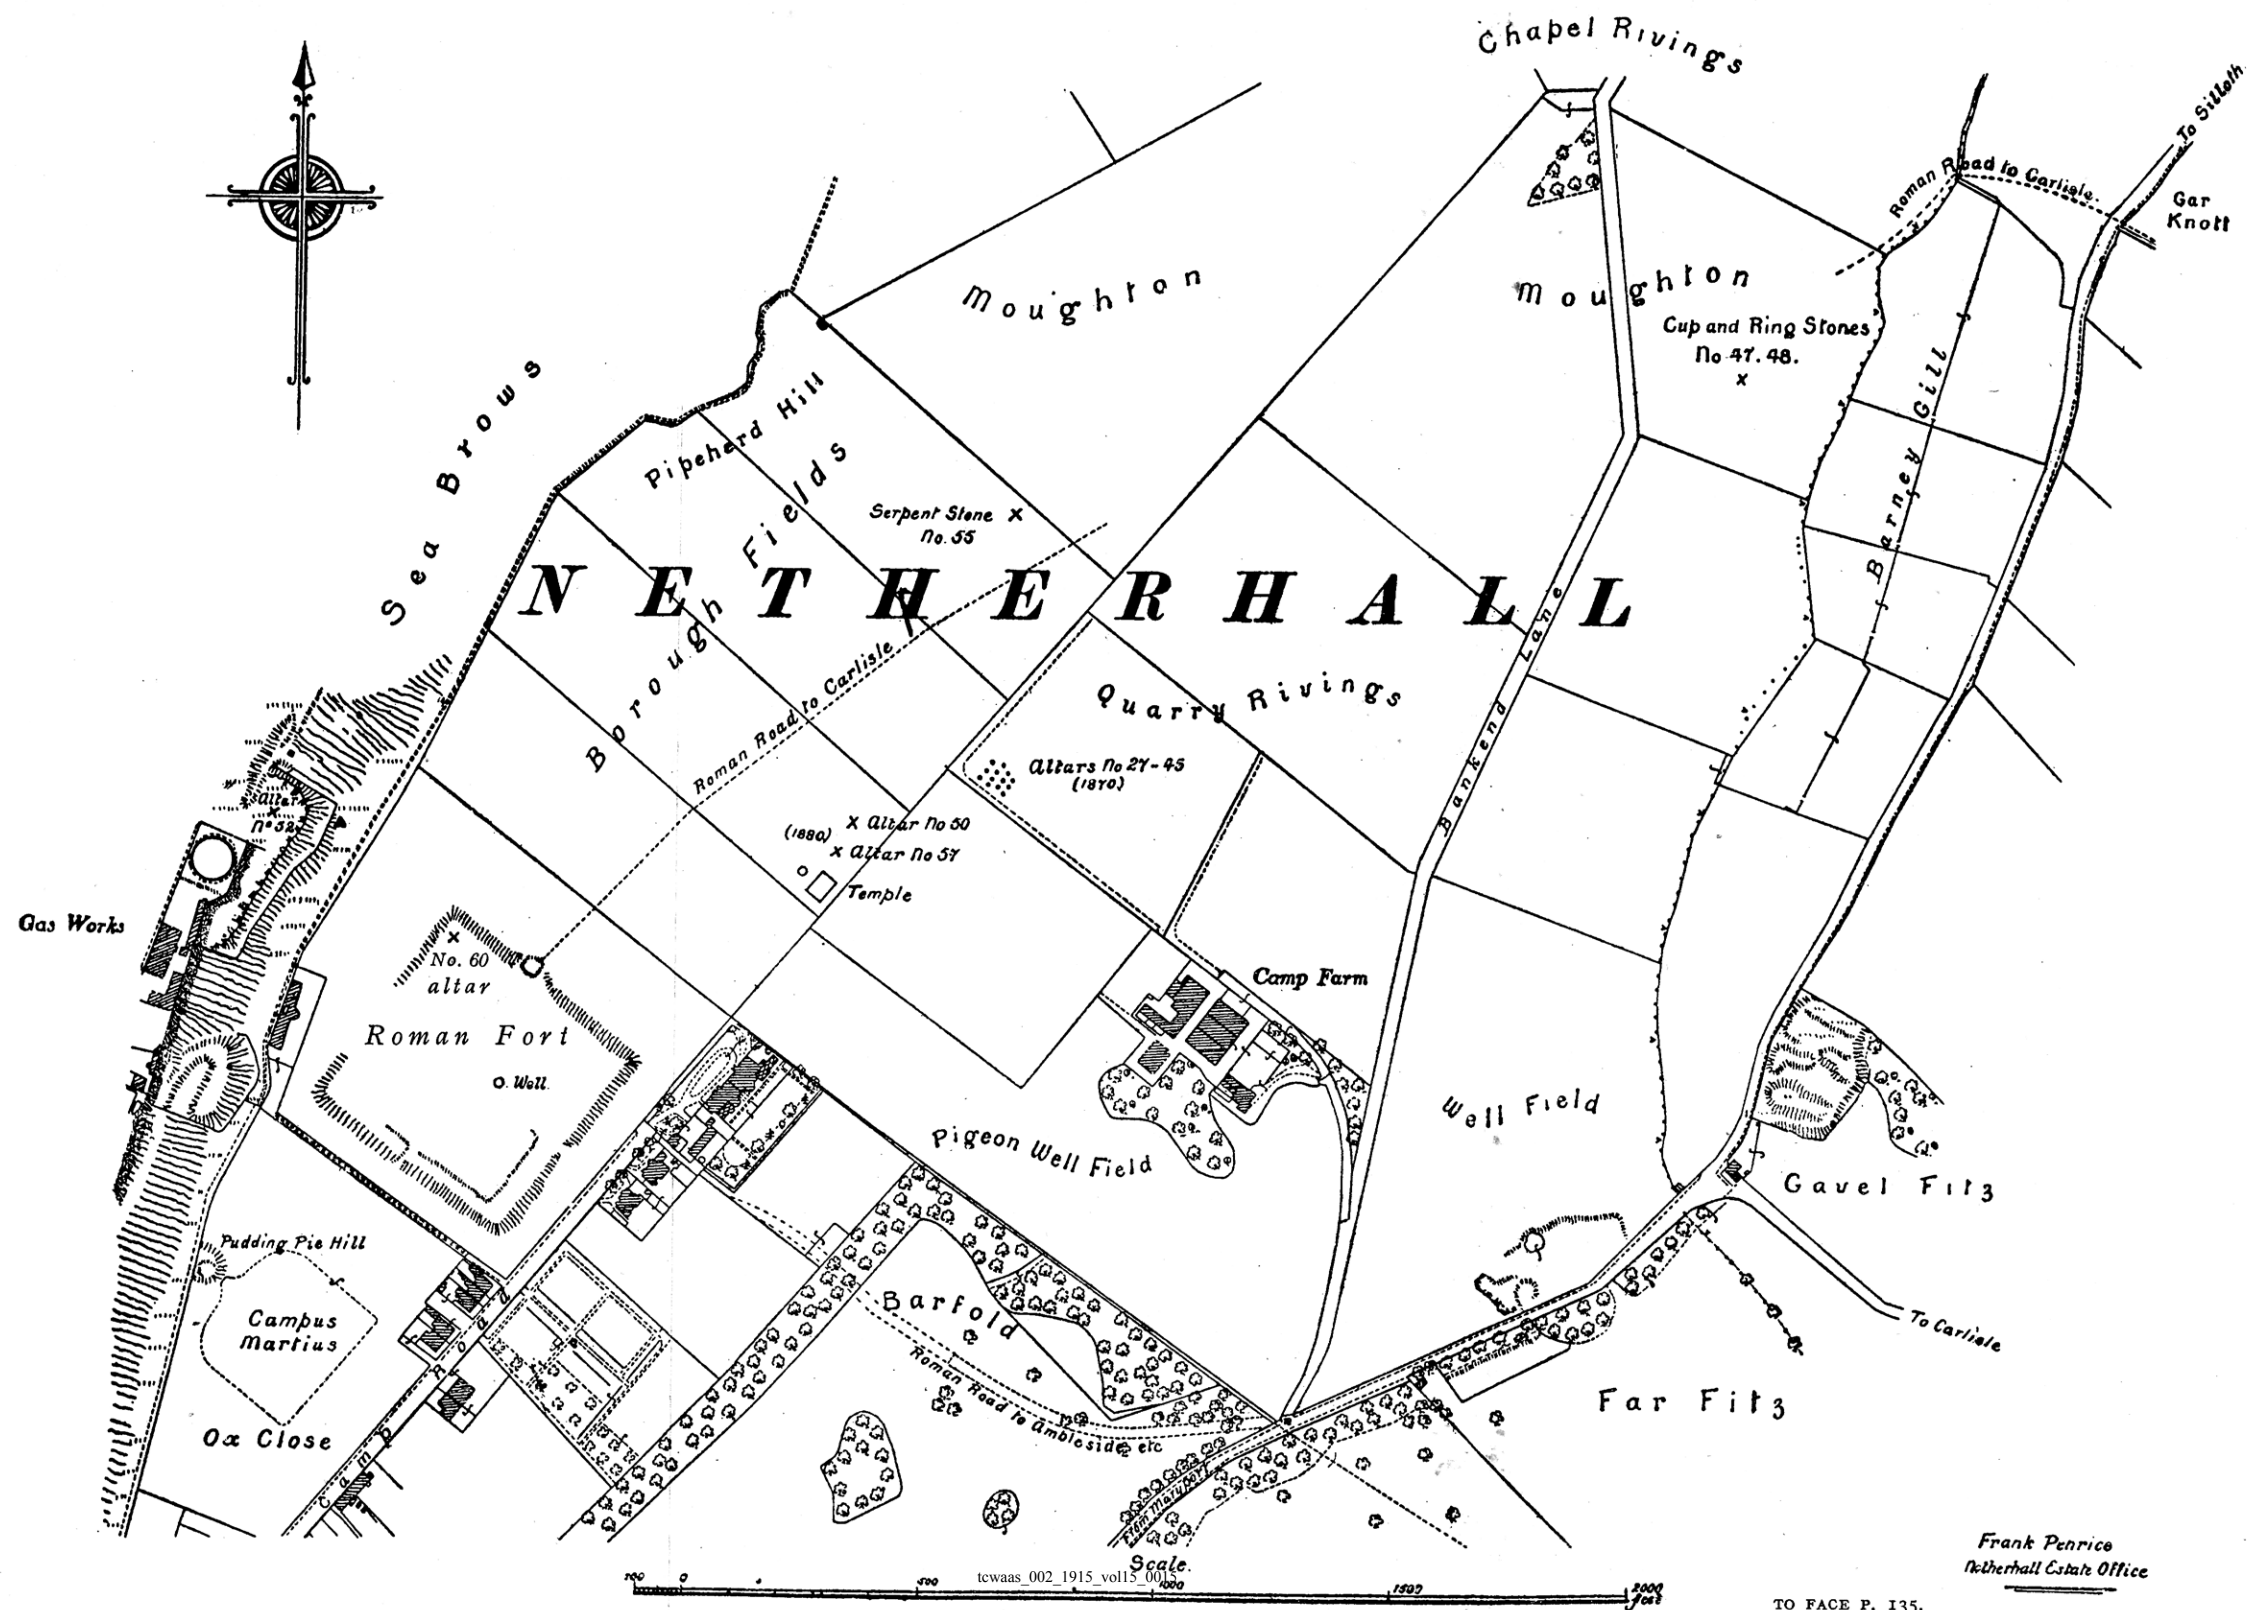 Chapel Rivings
To Silloth
Roman Road to Carlisle
Gar
Knott
Moughton
Moughton
Cup and Ring Stones
No 47. 48.
x
Sea Brows
Pipeherd Hill
Borough Fields
Barney Gill
Serpent Stone x
No. 55
NETHERHALL
Roman Road to Carlisle
Quarry Rivings
Bankend Lane
Altars No 27-45
(1870)
Altar
x
No 52
(1880) x Altar No 50
x Altar No 57
Temple
Gas Works
x
No. 60
altar
Camp Farm
Roman Fort
Well
Well Field
Pigeon Well Field
Gavel Fitz
Pudding Pie Hill
Campus
Martius
Barfold
To Carlisle
Roman Road to Ambleside etc
Far Fitz
Ox Close
Camp Road
From Maryport
Frank Penrice
Netherhall Estate Office
Scale.
tcwaas_002_1915_vol15_0015
100 0 500 1000 1500 2000
feet
TO FACE P. 135.